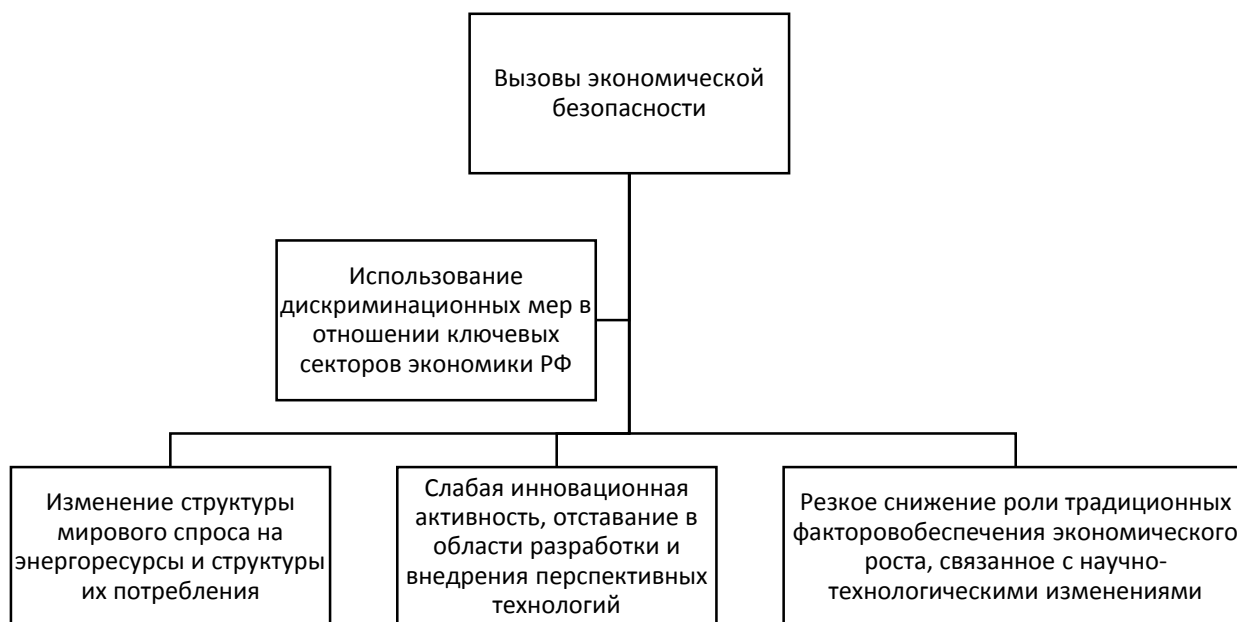 Вызовы экономической
безопасности
Использование
дискриминационных мер в
отношении ключевых
секторов экономики РФ
Изменение структуры
мирового спроса на
энергоресурсы и структуры
их потребления
Слабая инновационная
активность, отставание в
области разработки и
внедрения перспективных
технологий
Резкое снижение роли традиционных
факторовобеспечения экономического
роста, связанное с научно-
технологическими изменениями